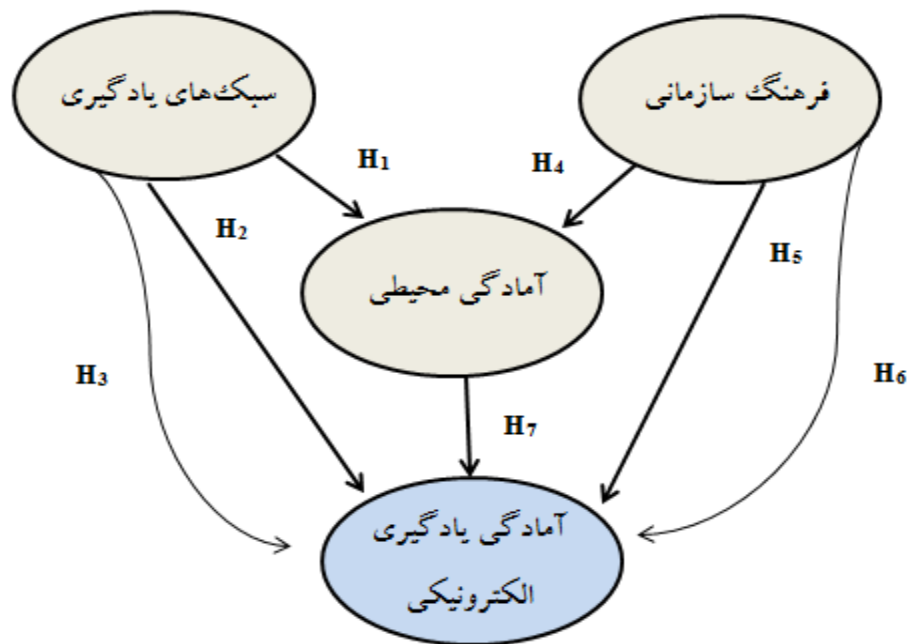 سبک‌های یادگیری
فرهنگ سازمانی
H₁
H₄
H₂
H₅
آمادگی محیطی
H₃
H₆
H₇
آمادگی یادگیری
الکترونیکی